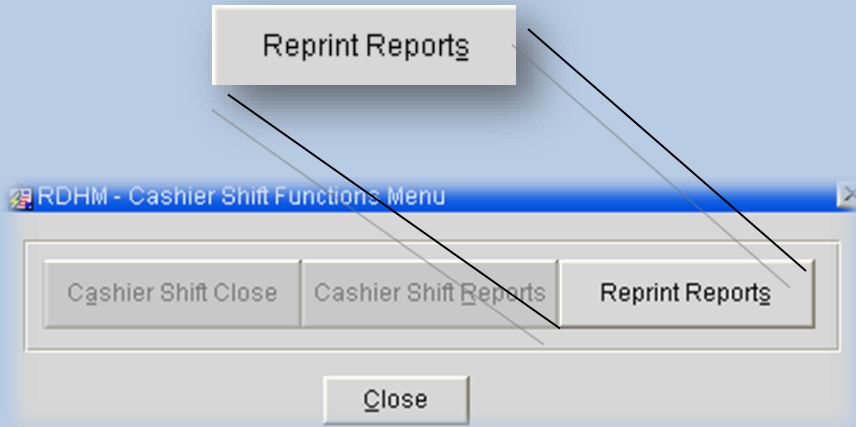 Reprint Reports
RDHM - Cashier Shift Functions Menu
Cashier Shift Close
Cashier Shift Reports
Reprint Reports
Close